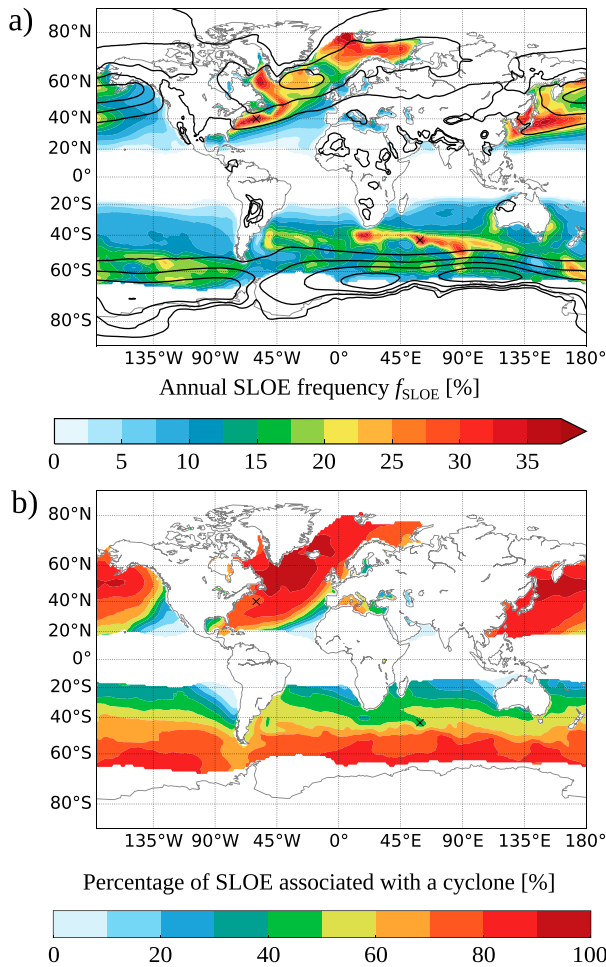 a)
80°N
60°N
40°N
20°N
0°
20°S
40°S
60°S
80°S
135°W 90°W 45°W 0° 45°E 90°E 135°E 180°
Annual SLOE frequency fSLOE [%]
0 5 10 15 20 25 30 35
b)
80°N
60°N
40°N
20°N
0°
20°S
40°S
60°S
80°S
135°W 90°W 45°W 0° 45°E 90°E 135°E 180°
Percentage of SLOE associated with a cyclone [%]
0 20 40 60 80 100